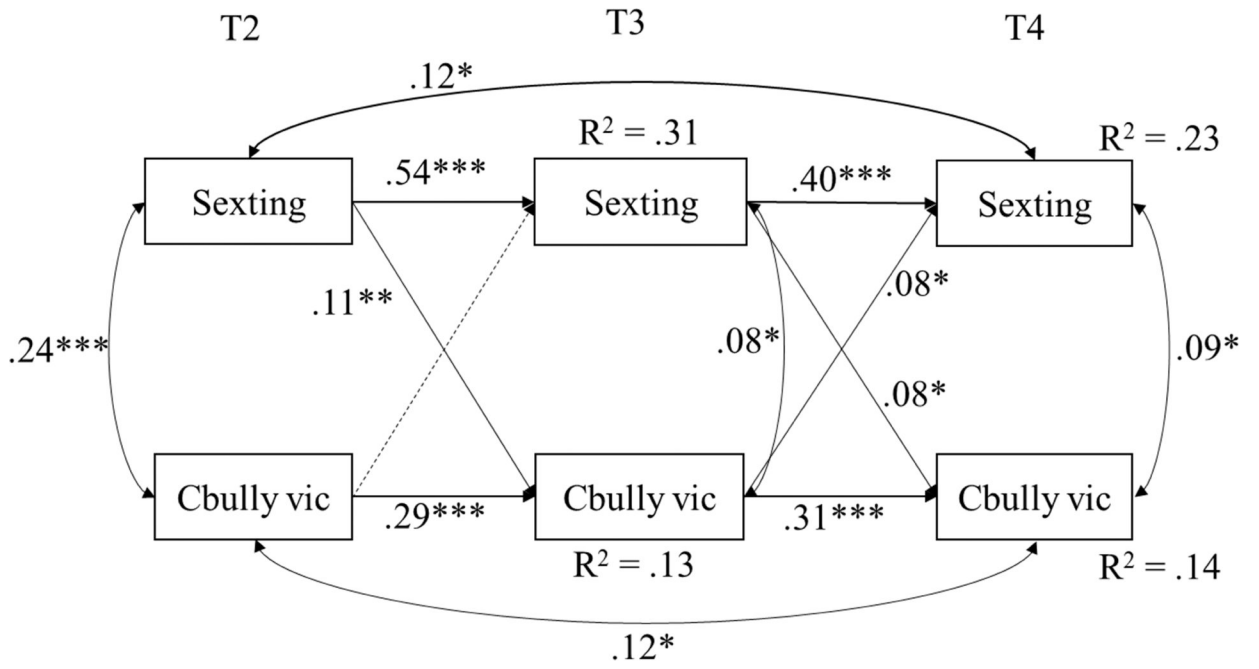 T2
T3
T4
.12*
R² = .31
R² = .23
Sexting
.54***
Sexting
.40***
Sexting
.11**
.08*
.24***
.08*
.09*
.08*
Cbully vic
.29***
Cbully vic
.31***
Cbully vic
R² = .13
R² = .14
.12*